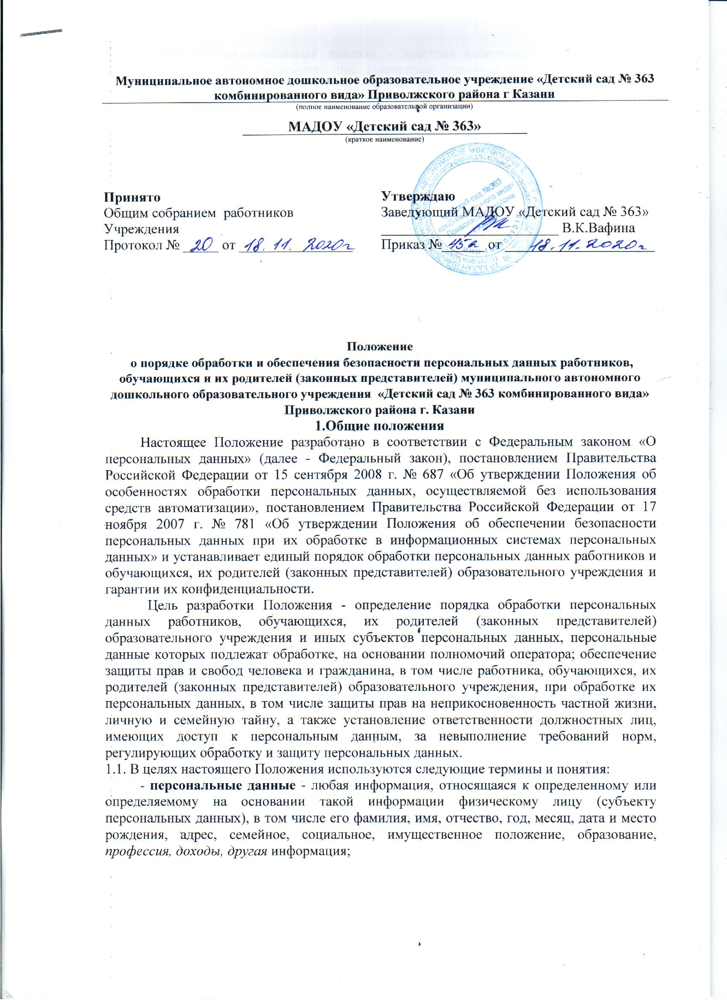 Муниципальное автономное дошкольное образовательное учреждение «Детский сад № 363
комбинированного вида» Приволжского района г Казани
(полное наименование образовательной организации)
МАДОУ «Детский сад № 363»
(краткое наименование)
Принято
Общим собранием работников
Учреждения
Протокол № 20 от 18.11. 2020г
Утверждаю
Заведующий МАДОУ «Детский сад № 363»
В.К.Вафина
Приказ № 45а от 18.11.2020г
Положение
о порядке обработки и обеспечения безопасности персональных данных работников,
обучающихся и их родителей (законных представителей) муниципального автономного
дошкольного образовательного учреждения «Детский сад № 363 комбинированного вида»
Приволжского района г. Казани
1.Общие положения
Настоящее Положение разработано в соответствии с Федеральным законом «О
персональных данных» (далее - Федеральный закон), постановлением Правительства
Российской Федерации от 15 сентября 2008 г. № 687 «Об утверждении Положения об
особенностях обработки персональных данных, осуществляемой без использования
средств автоматизации», постановлением Правительства Российской Федерации от 17
ноября 2007 г. № 781 «Об утверждении Положения об обеспечении безопасности
персональных данных при их обработке в информационных системах персональных
данных» и устанавливает единый порядок обработки персональных данных работников и
обучающихся, их родителей (законных представителей) образовательного учреждения и
гарантии их конфиденциальности.
Цель разработки Положения - определение порядка обработки персональных
данных работников, обучающихся, их родителей (законных представителей)
образовательного учреждения и иных субъектов персональных данных, персональные
данные которых подлежат обработке, на основании полномочий оператора; обеспечение
защиты прав и свобод человека и гражданина, в том числе работника, обучающихся, их
родителей (законных представителей) образовательного учреждения, при обработке их
персональных данных, в том числе защиты прав на неприкосновенность частной жизни,
личную и семейную тайну, а также установление ответственности должностных лиц,
имеющих доступ к персональным данным, за невыполнение требований норм,
регулирующих обработку и защиту персональных данных.
1.1. В целях настоящего Положения используются следующие термины и понятия:
- персональные данные - любая информация, относящаяся к определенному или
определяемому на основании такой информации физическому лицу (субъекту
персональных данных), в том числе его фамилия, имя, отчество, год, месяц, дата и место
рождения, адрес, семейное, социальное, имущественное положение, образование,
профессия, доходы, другая информация;